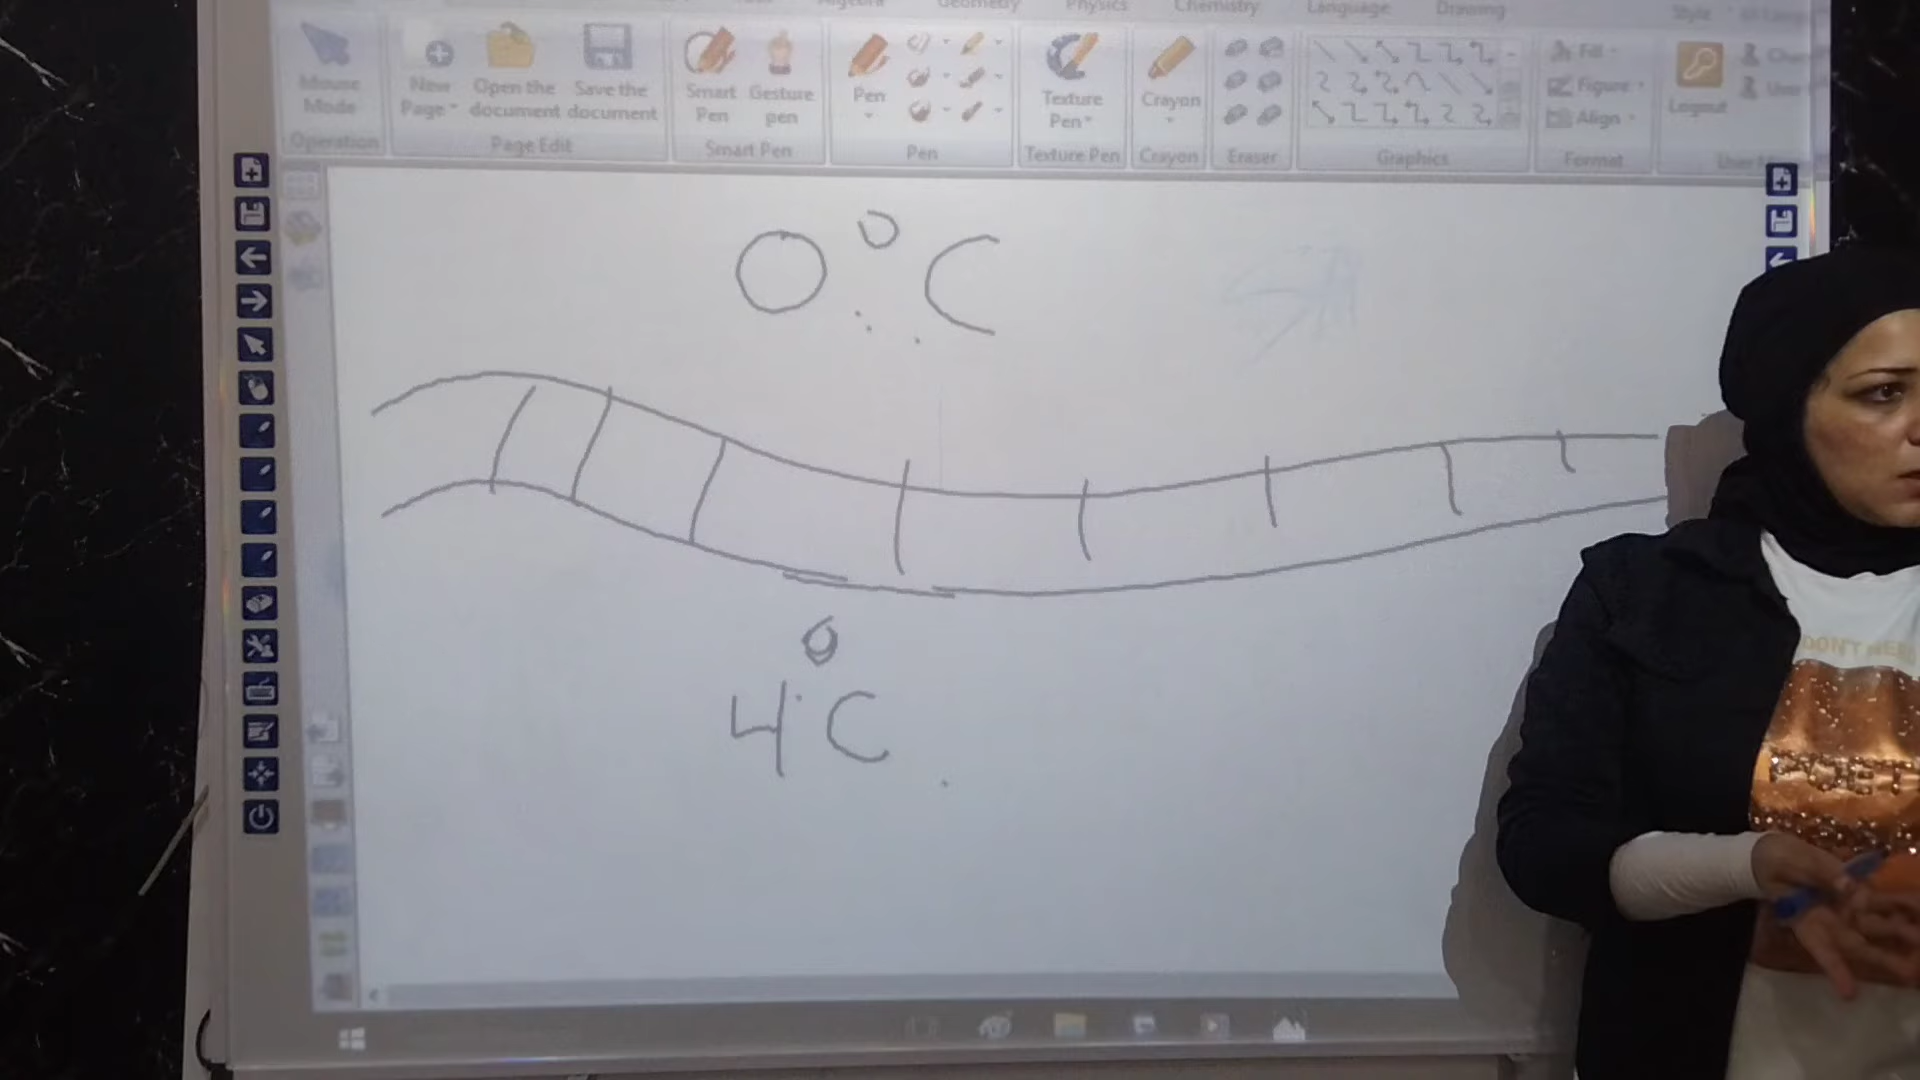 Geometry Physics Chemistry Language Drawing
Mouse Mode
New Page
Open the document
Save the document
Smart Pen
Gesture pen
Pen
Texture Pen
Crayon
Fill
Figure
Align
Logout
Operation Page Edit Smart Pen Pen Texture Pen Crayon Eraser Graphics Format
0°C
4°C
DON'T NEE